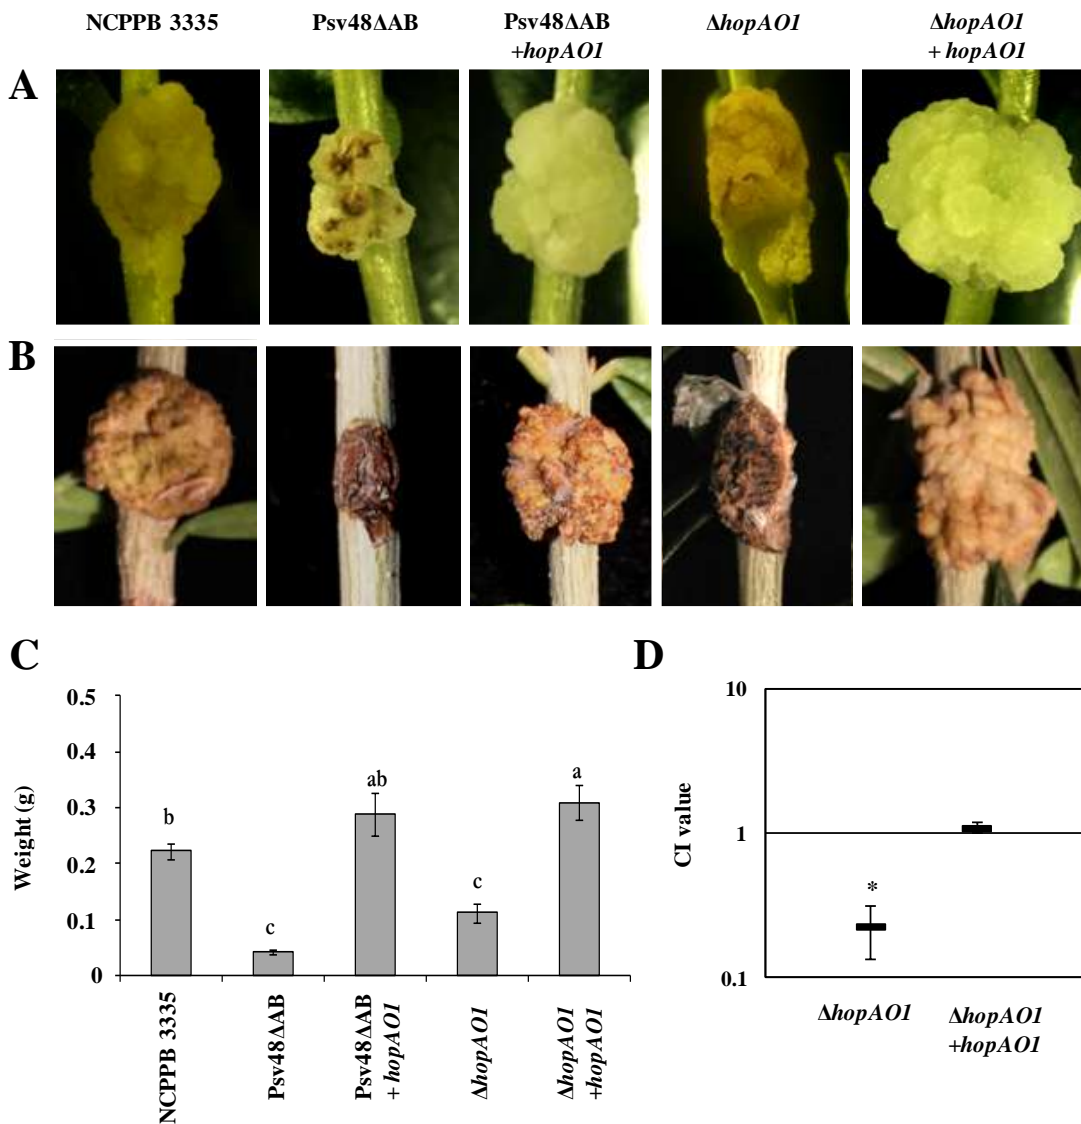 NCPPB 3335
Psv48ΔAB
Psv48ΔAB
+hopAO1
ΔhopAO1
ΔhopAO1
+ hopAO1
A
B
C
Weight (g)
0.5
0.4
0.3
0.2
0.1
0
b
c
ab
c
a
NCPPB 3335
Psv48ΔAB
Psv48ΔAB
+ hopAO1
ΔhopAO1
ΔhopAO1
+hopAO1
D
CI value
10
1
0.1
*
ΔhopAO1
ΔhopAO1
+hopAO1